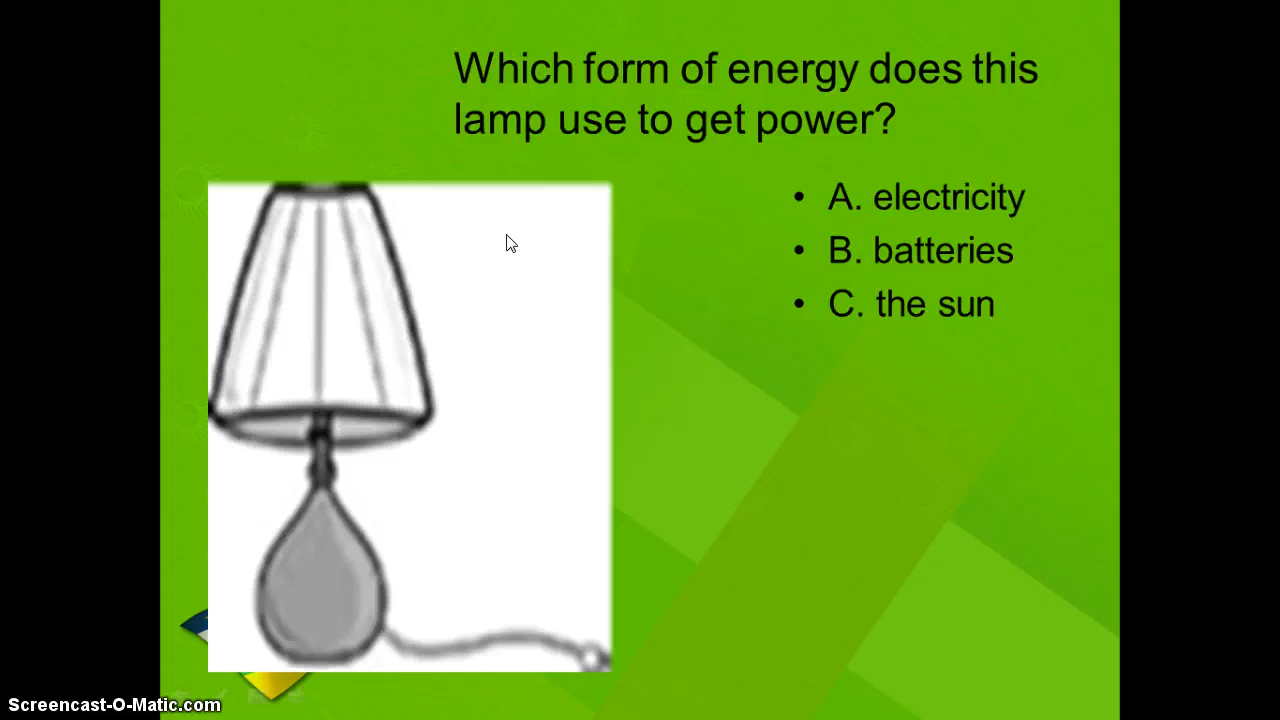 Which form of energy does this
lamp use to get power?
• A. electricity
• B. batteries
• C. the sun
Screencast-O-Matic.com